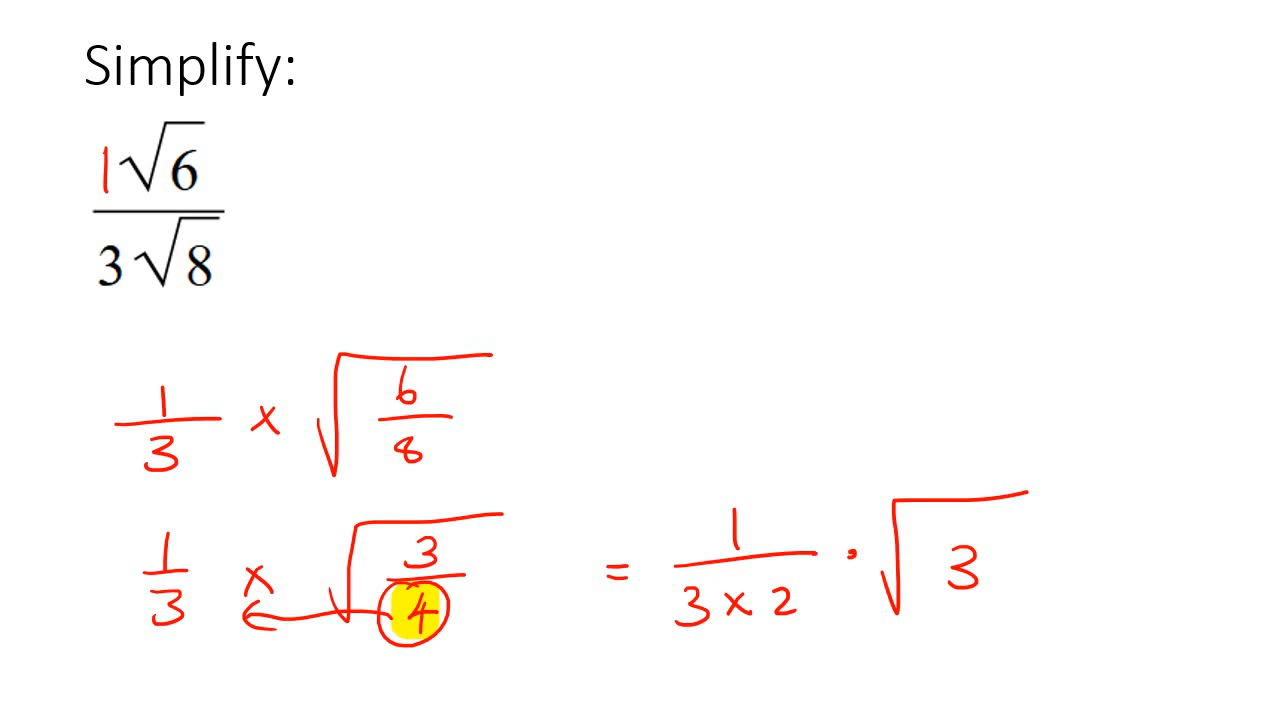 Simplify:
1√6
3√8
1/3 × √(6/8)
1/3 × √(3/4) = 1/(3 × 2) · √3